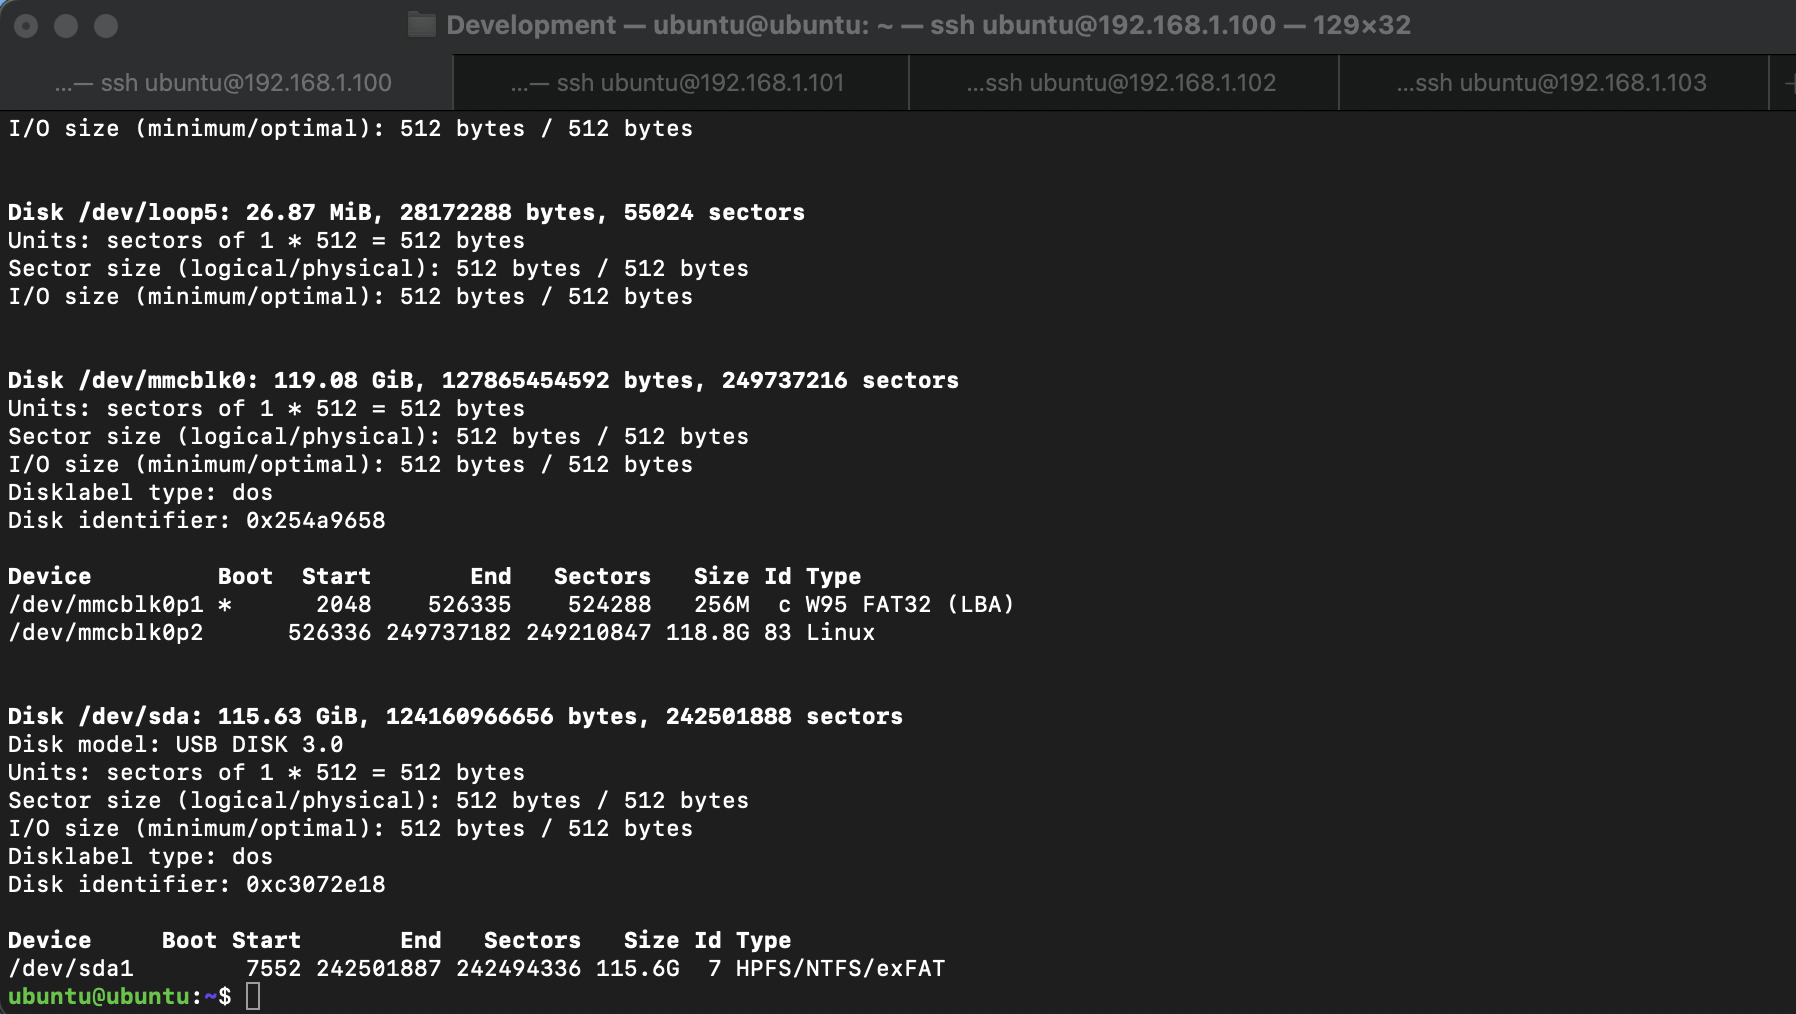 Development — ubuntu@ubuntu: ~ — ssh ubuntu@192.168.1.100 — 129×32
...— ssh ubuntu@192.168.1.100
...— ssh ubuntu@192.168.1.101
...ssh ubuntu@192.168.1.102
...ssh ubuntu@192.168.1.103
I/O size (minimum/optimal): 512 bytes / 512 bytes
Disk /dev/loop5: 26.87 MiB, 28172288 bytes, 55024 sectors
Units: sectors of 1 * 512 = 512 bytes
Sector size (logical/physical): 512 bytes / 512 bytes
I/O size (minimum/optimal): 512 bytes / 512 bytes
Disk /dev/mmcblk0: 119.08 GiB, 127865454592 bytes, 249737216 sectors
Units: sectors of 1 * 512 = 512 bytes
Sector size (logical/physical): 512 bytes / 512 bytes
I/O size (minimum/optimal): 512 bytes / 512 bytes
Disklabel type: dos
Disk identifier: 0x254a9658
Device         Boot  Start       End   Sectors   Size Id Type
/dev/mmcblk0p1 *      2048    526335    524288   256M  c W95 FAT32 (LBA)
/dev/mmcblk0p2      526336 249737182 249210847 118.8G 83 Linux
Disk /dev/sda: 115.63 GiB, 124160966656 bytes, 242501888 sectors
Disk model: USB DISK 3.0
Units: sectors of 1 * 512 = 512 bytes
Sector size (logical/physical): 512 bytes / 512 bytes
I/O size (minimum/optimal): 512 bytes / 512 bytes
Disklabel type: dos
Disk identifier: 0xc3072e18
Device     Boot Start       End   Sectors   Size Id Type
/dev/sda1        7552 242501887 242494336 115.6G  7 HPFS/NTFS/exFAT
ubuntu@ubuntu:~$